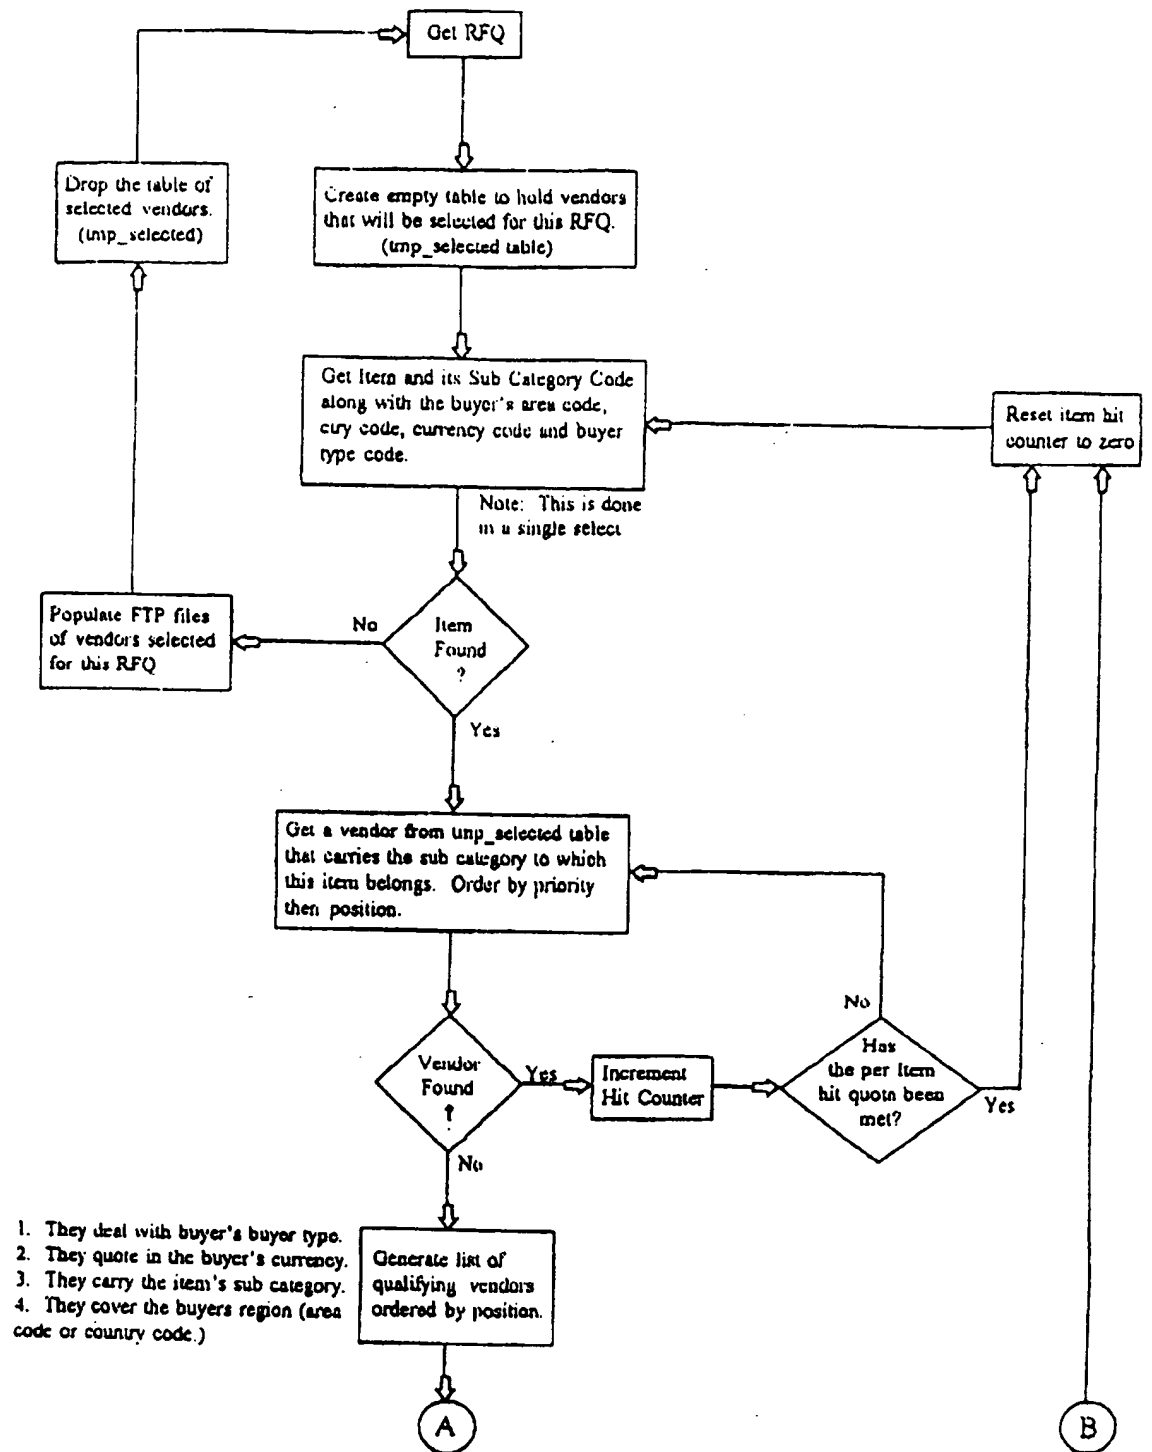 Get RFQ
Drop the table of
selected vendors.
(tmp_selected)
Create empty table to hold vendors
that will be selected for this RFQ.
(tmp_selected table)
Get Item and its Sub Category Code
along with the buyer's area code,
ctry code, currency code and buyer
type code.
Reset item hit
counter to zero
Note: This is done
in a single select
Populate FTP files
of vendors selected
for this RFQ
No
Item
Found
?
Yes
Get a vendor from tmp_selected table
that carries the sub category to which
this item belongs. Order by priority
then position.
No
Vendor
Found
?
Yes
Increment
Hit Counter
Has
the per item
hit quota been
met?
Yes
No
1. They deal with buyer's buyer type.
2. They quote in the buyer's currency.
3. They carry the item's sub category.
4. They cover the buyers region (area
code or country code.)
Generate list of
qualifying vendors
ordered by position.
A
B